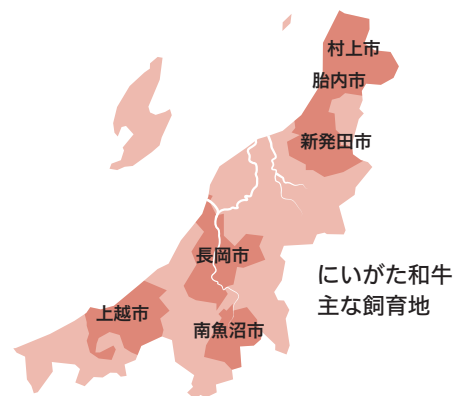 村上市
胎内市
新発田市
長岡市
にいがた和牛
主な飼育地
上越市
南魚沼市